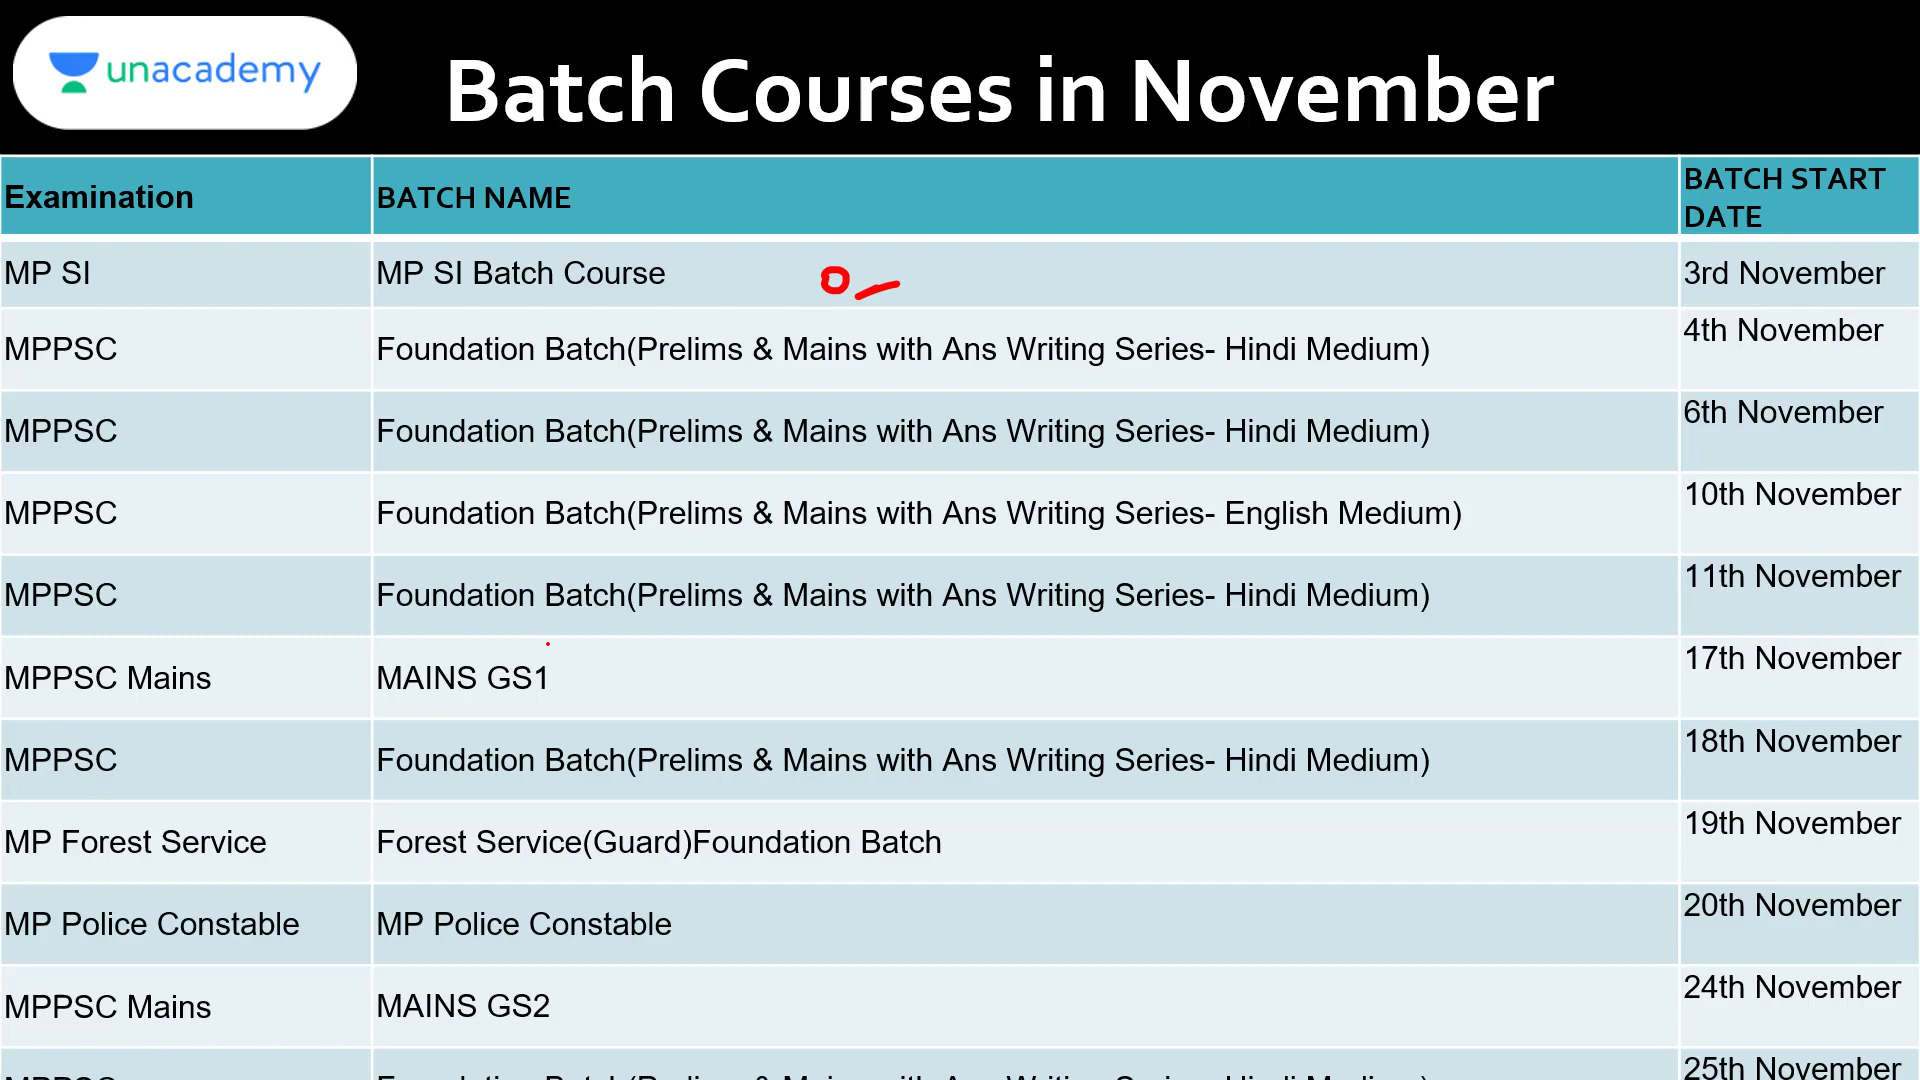 unacademy
Batch Courses in November
Examination BATCH NAME BATCH START DATE
MP SI MP SI Batch Course 3rd November
MPPSC Foundation Batch(Prelims & Mains with Ans Writing Series- Hindi Medium) 4th November
MPPSC Foundation Batch(Prelims & Mains with Ans Writing Series- Hindi Medium) 6th November
MPPSC Foundation Batch(Prelims & Mains with Ans Writing Series- English Medium) 10th November
MPPSC Foundation Batch(Prelims & Mains with Ans Writing Series- Hindi Medium) 11th November
MPPSC Mains MAINS GS1 17th November
MPPSC Foundation Batch(Prelims & Mains with Ans Writing Series- Hindi Medium) 18th November
MP Forest Service Forest Service(Guard)Foundation Batch 19th November
MP Police Constable MP Police Constable 20th November
MPPSC Mains MAINS GS2 24th November
25th November